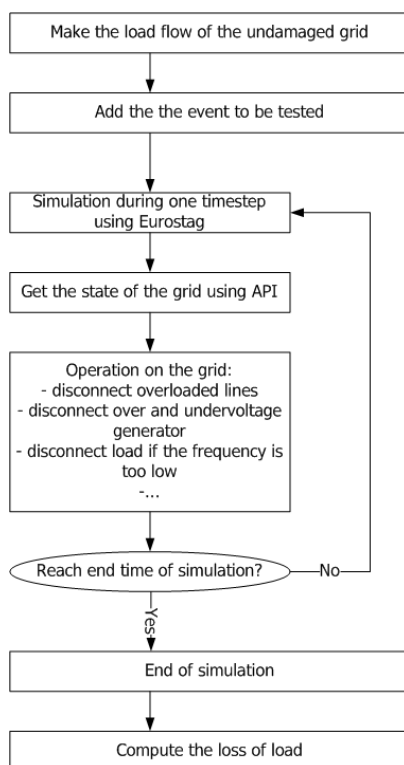 Make the load flow of the undamaged grid
Add the the event to be tested
Simulation during one timestep
using Eurostag
Get the state of the grid using API
Operation on the grid:
- disconnect overloaded lines
- disconnect over and undervoltage
generator
- disconnect load if the frequency is
too low
-...
Reach end time of simulation?
No
Yes
End of simulation
Compute the loss of load